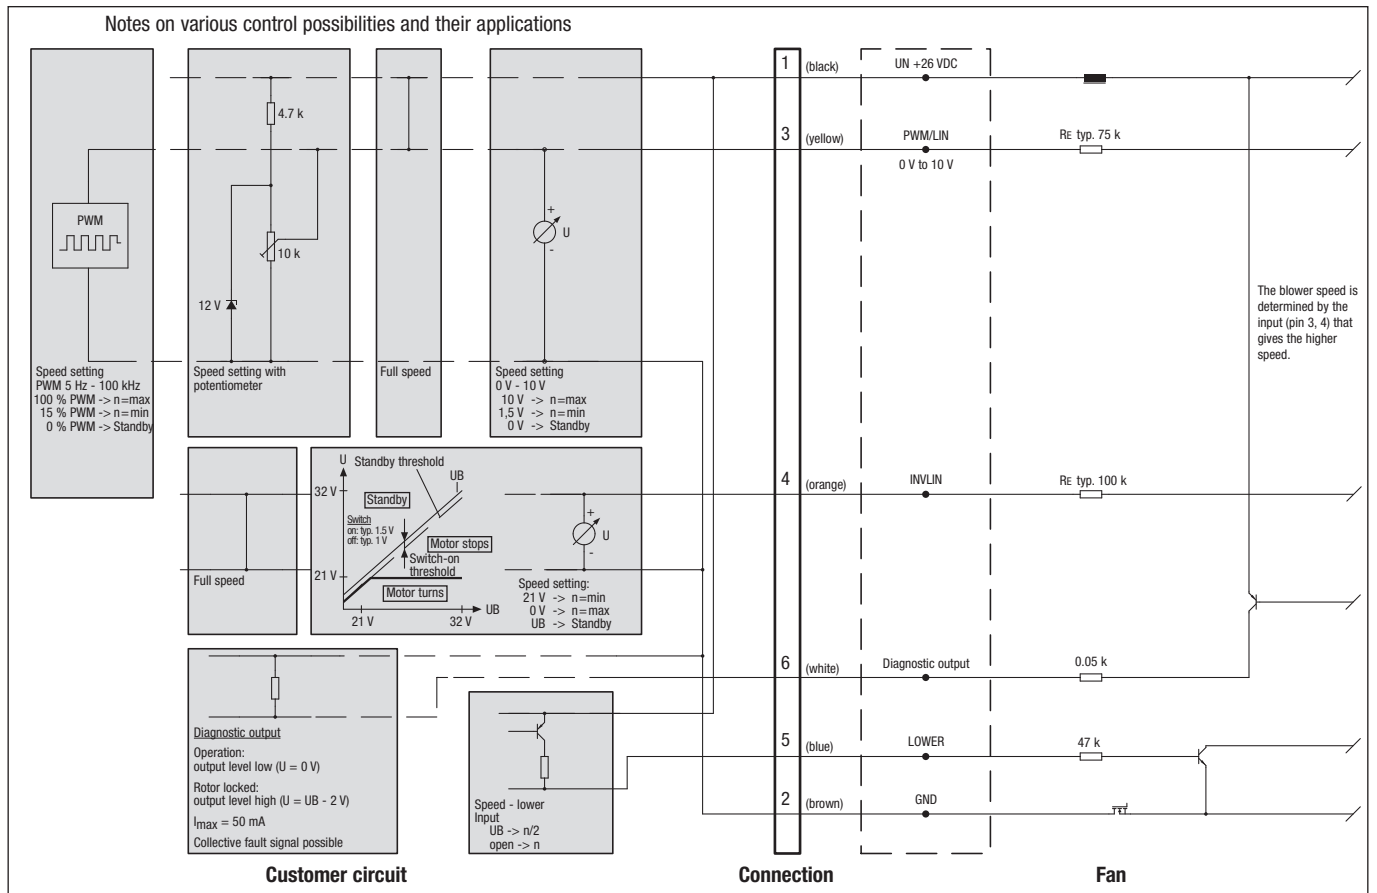 Notes on various control possibilities and their applications
4.7 k
PWM
10 k
12 V
Speed setting
PWM 5 Hz - 100 kHz
100 % PWM -> n=max
15 % PWM -> n=min
0 % PWM -> Standby
Speed setting with
potentiometer
Full speed
+
U
-
Speed setting
0 V - 10 V
10 V -> n=max
1,5 V -> n=min
0 V -> Standby
1 (black)
UN +26 VDC
3 (yellow)
PWM/LIN
0 V to 10 V
RE typ. 75 k
The blower speed is
determined by the
input (pin 3, 4) that
gives the higher
speed.
Full speed
U
Standby threshold
UB
32 V
Standby
Switch
on: typ. 1.5 V
off: typ. 1 V
Motor stops
Switch-on
threshold
21 V
Motor turns
UB
21 V
32 V
+
U
-
Speed setting:
21 V -> n=min
0 V -> n=max
UB -> Standby
4 (orange)
INVLIN
RE typ. 100 k
6 (white)
Diagnostic output
0.05 k
Diagnostic output
Operation:
output level low (U = 0 V)
Rotor locked:
output level high (U = UB - 2 V)
Imax = 50 mA
Collective fault signal possible
Speed - lower
Input
UB -> n/2
open -> n
5 (blue)
LOWER
47 k
2 (brown)
GND
Customer circuit
Connection
Fan